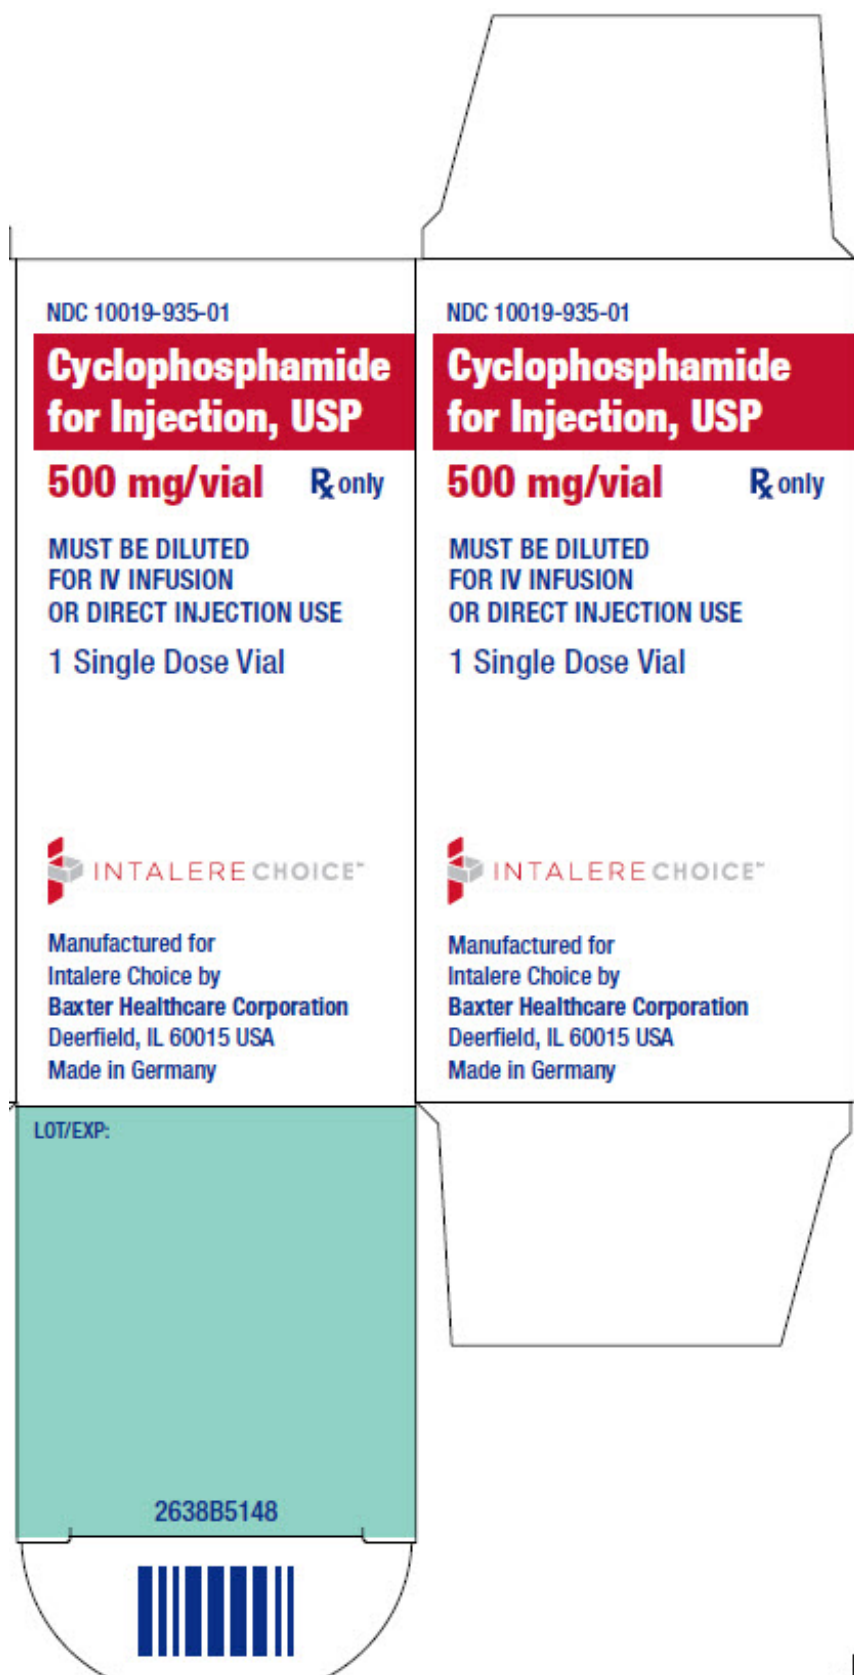 NDC 10019-935-01
Cyclophosphamide
for Injection, USP
500 mg/vial Rx only
MUST BE DILUTED
FOR IV INFUSION
OR DIRECT INJECTION USE
1 Single Dose Vial
INTALERE CHOICE™
Manufactured for
Intalere Choice by
Baxter Healthcare Corporation
Deerfield, IL 60015 USA
Made in Germany
LOT/EXP:
2638B5148
NDC 10019-935-01
Cyclophosphamide
for Injection, USP
500 mg/vial Rx only
MUST BE DILUTED
FOR IV INFUSION
OR DIRECT INJECTION USE
1 Single Dose Vial
INTALERE CHOICE™
Manufactured for
Intalere Choice by
Baxter Healthcare Corporation
Deerfield, IL 60015 USA
Made in Germany